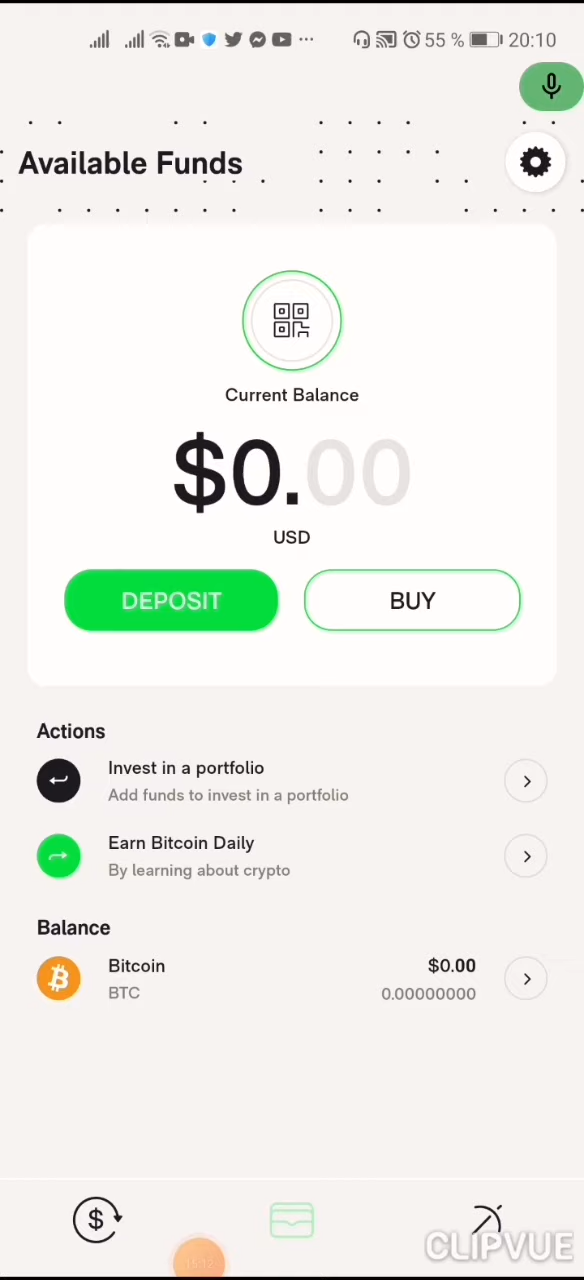 55 % 20:10
Available Funds
Current Balance
$0.00
USD
DEPOSIT BUY
Actions
Invest in a portfolio
Add funds to invest in a portfolio
Earn Bitcoin Daily
By learning about crypto
Balance
Bitcoin $0.00
BTC 0.00000000
CLIPVUE